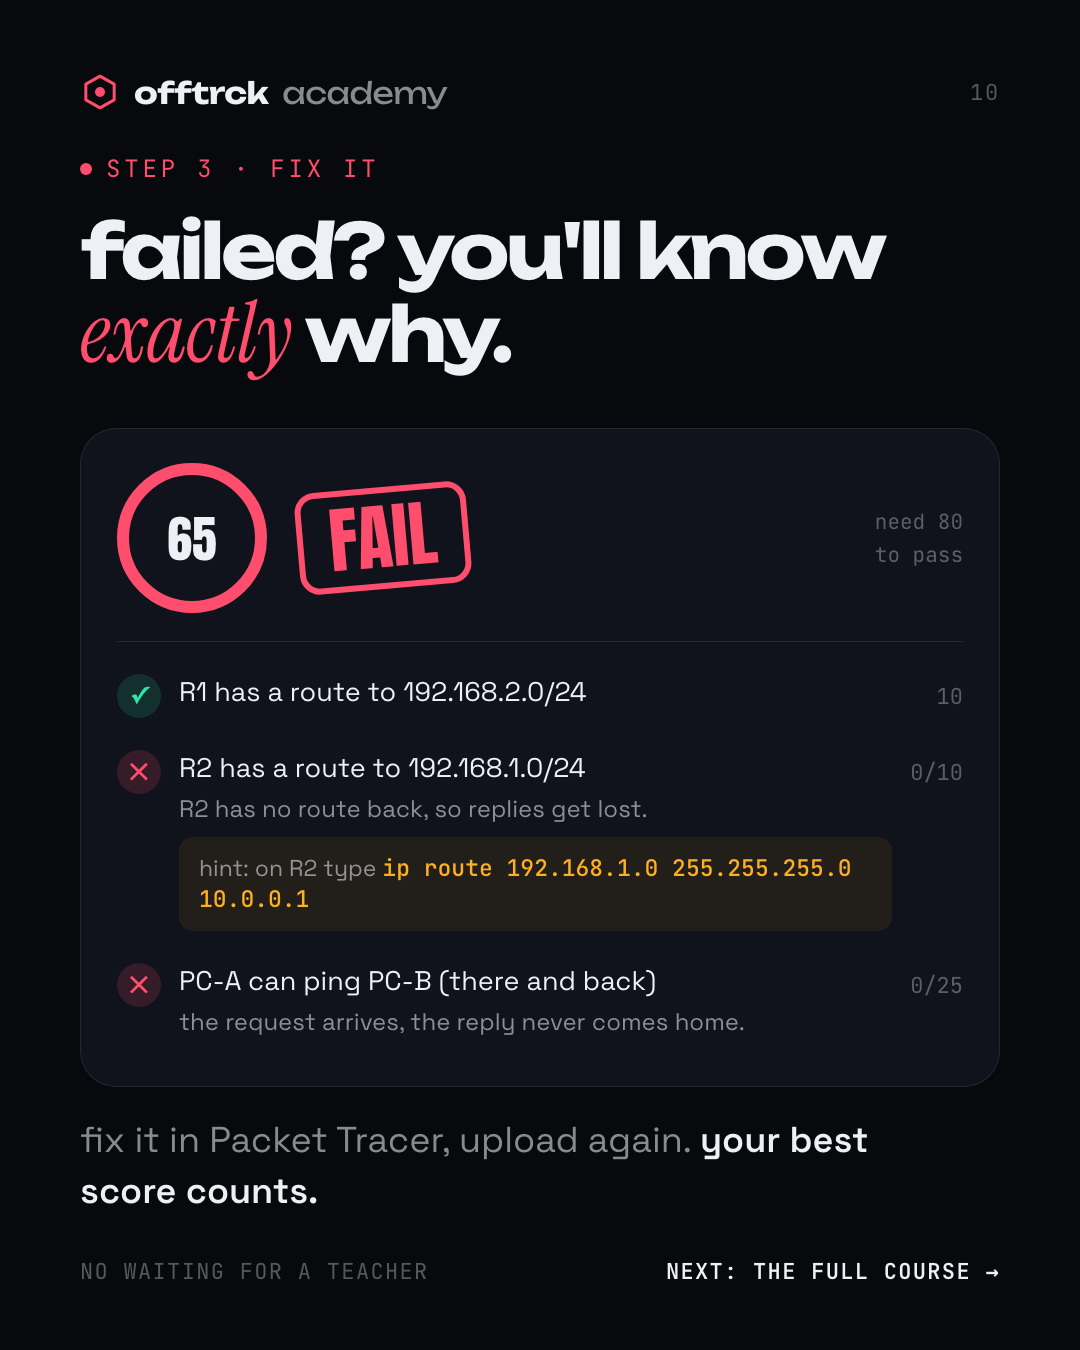 offtrck academy
10
STEP 3 · FIX IT
failed? you'll know
exactly why.
65
FAIL
need 80
to pass
R1 has a route to 192.168.2.0/24
10
R2 has a route to 192.168.1.0/24
0/10
R2 has no route back, so replies get lost.
hint: on R2 type ip route 192.168.1.0 255.255.255.0
10.0.0.1
PC-A can ping PC-B (there and back)
0/25
the request arrives, the reply never comes home.
fix it in Packet Tracer, upload again. your best
score counts.
NO WAITING FOR A TEACHER
NEXT: THE FULL COURSE →